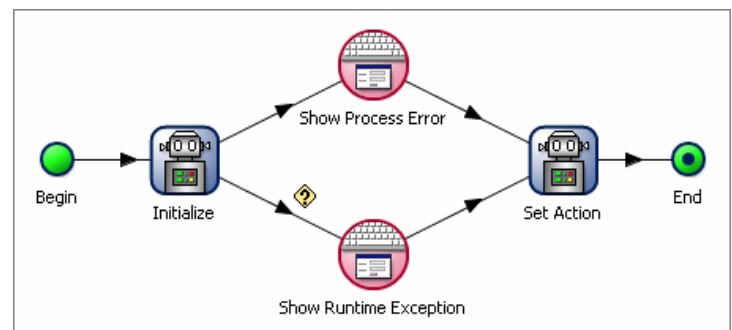 Show Process Error
Begin
Initialize
Set Action
End
Show Runtime Exception